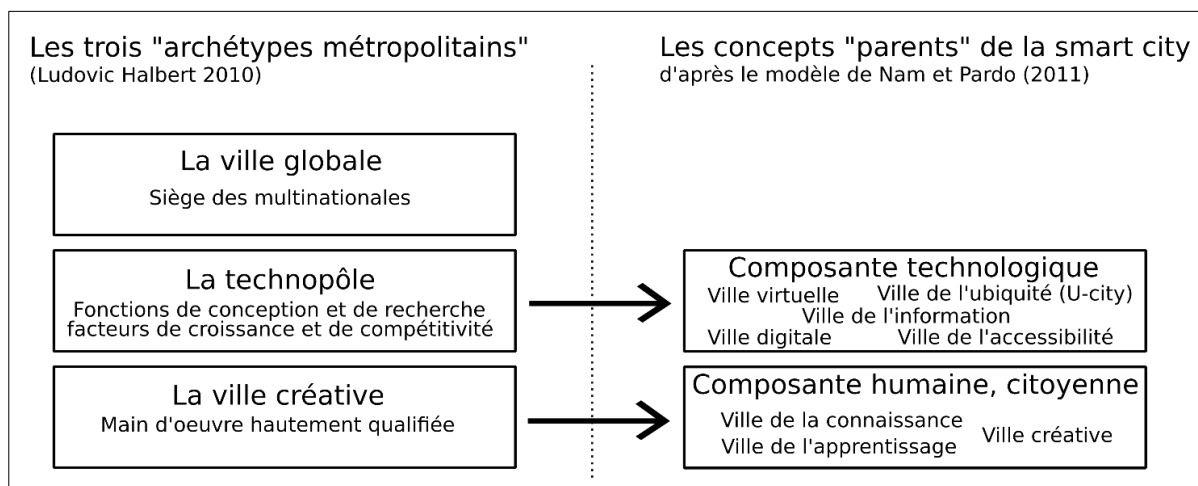 Les trois "archétypes métropolitains"
(Ludovic Halbert 2010)
La ville globale
Siège des multinationales
La technopôle
Fonctions de conception et de recherche
facteurs de croissance et de compétitivité
La ville créative
Main d'oeuvre hautement qualifiée
Les concepts "parents" de la smart city
d'après le modèle de Nam et Pardo (2011)
Composante technologique
Ville virtuelle
Ville de l'ubiquité (U-city)
Ville de l'information
Ville digitale
Ville de l'accessibilité
Composante humaine, citoyenne
Ville de la connaissance
Ville de l'apprentissage
Ville créative